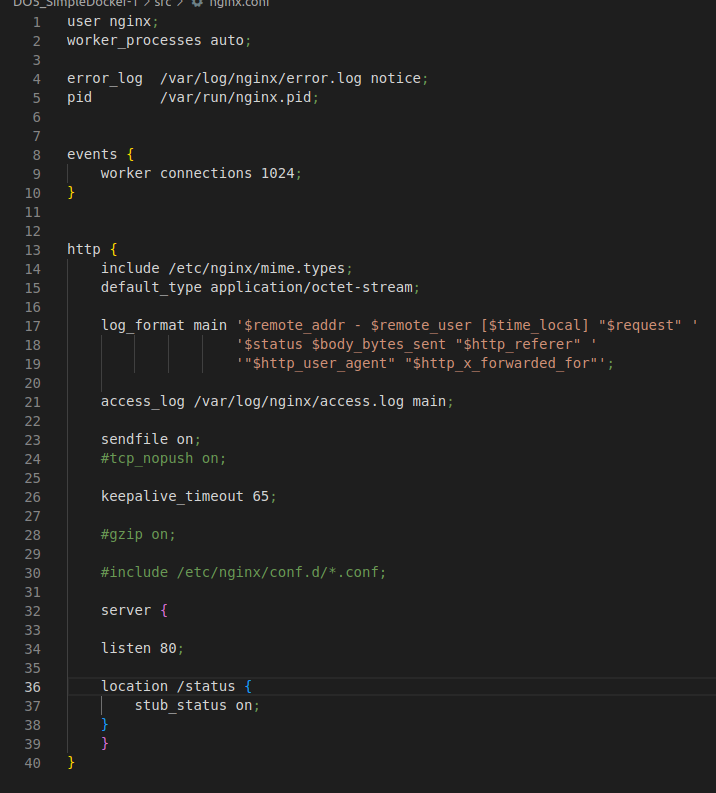 DO5_SimpleDocker-1 > src > nginx.conf
1 user nginx;
2 worker_processes auto;
3
4 error_log  /var/log/nginx/error.log notice;
5 pid        /var/run/nginx.pid;
6
7
8 events {
9     worker connections 1024;
10 }
11
12
13 http {
14     include /etc/nginx/mime.types;
15     default_type application/octet-stream;
16
17     log_format main '$remote_addr - $remote_user [$time_local] "$request" '
18                     '$status $body_bytes_sent "$http_referer" '
19                     '"$http_user_agent" "$http_x_forwarded_for"';
20
21     access_log /var/log/nginx/access.log main;
22
23     sendfile on;
24     #tcp_nopush on;
25
26     keepalive_timeout 65;
27
28     #gzip on;
29
30     #include /etc/nginx/conf.d/*.conf;
31
32     server {
33
34     listen 80;
35
36     location /status {
37         stub_status on;
38     }
39     }
40 }